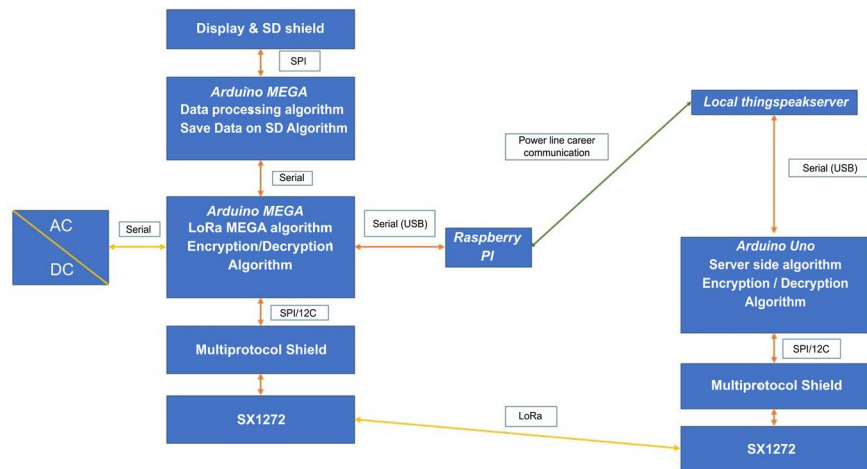 Display & SD shield
SPI
Arduino MEGA
Data processing algorithm
Save Data on SD Algorithm
Serial
Arduino MEGA
LoRa MEGA algorithm
Encryption/Decryption
Algorithm
AC
DC
Serial
Serial (USB)
Raspberry
PI
Power line career
communication
Local thingspeakserver
Serial (USB)
Arduino Uno
Server side algorithm
Encryption / Decryption
Algorithm
SPI/12C
Multiprotocol Shield
SX1272
LoRa
SPI/12C
Multiprotocol Shield
SX1272